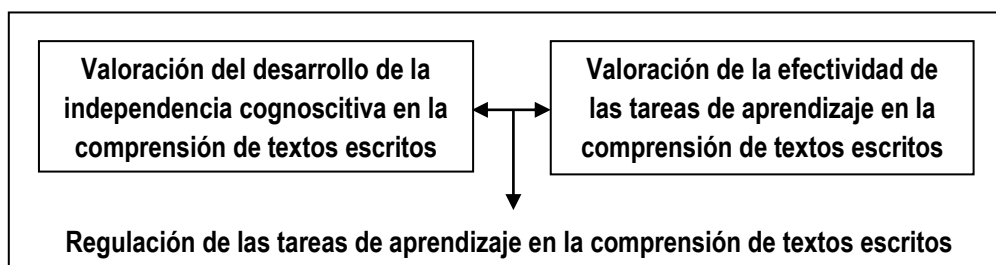 Valoración del desarrollo de la
independencia cognoscitiva en la
comprensión de textos escritos
Valoración de la efectividad de
las tareas de aprendizaje en la
comprensión de textos escritos
Regulación de las tareas de aprendizaje en la comprensión de textos escritos